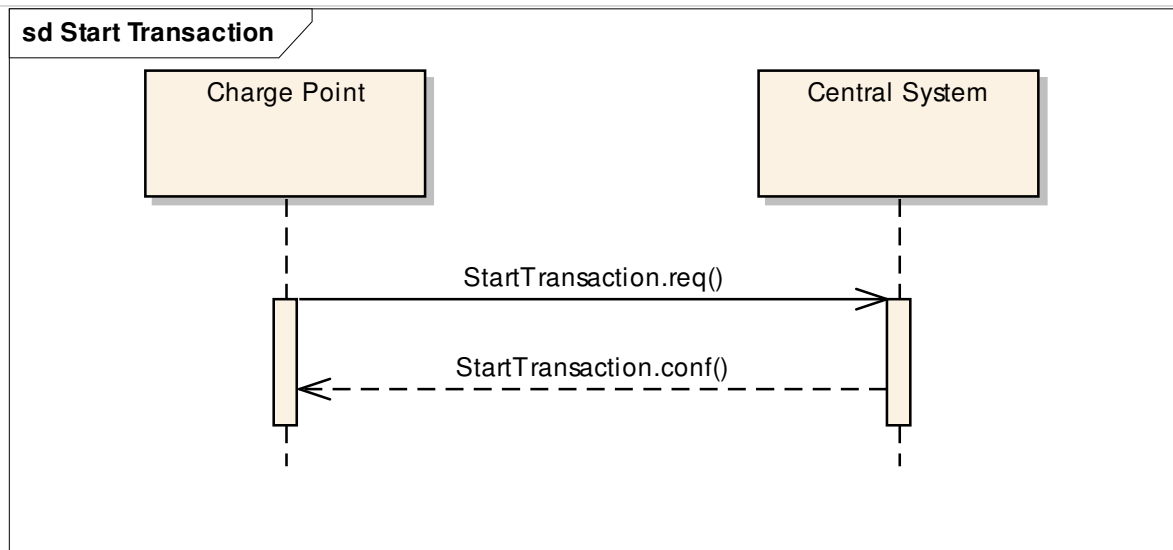 sd Start Transaction
Charge Point
Central System
StartTransaction.req()
StartTransaction.conf()